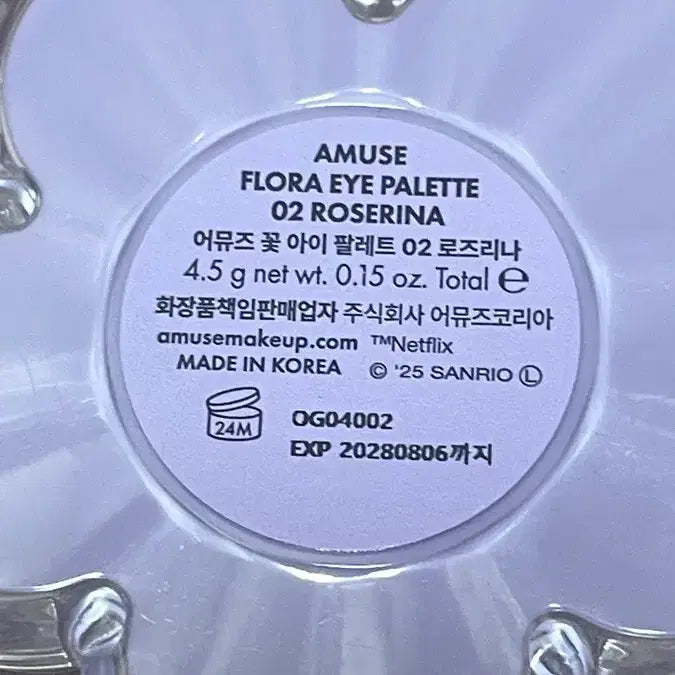 AMUSE
FLORA EYE PALETTE
02 ROSERINA
어뮤즈 꽃 아이 팔레트 02 로즈리나
4.5 g net wt. 0.15 oz. Total ℮
화장품책임판매업자 주식회사 어뮤즈코리아
amusemakeup.com ™Netflix
MADE IN KOREA © '25 SANRIO Ⓛ
24M
OG04002
EXP 20280806까지